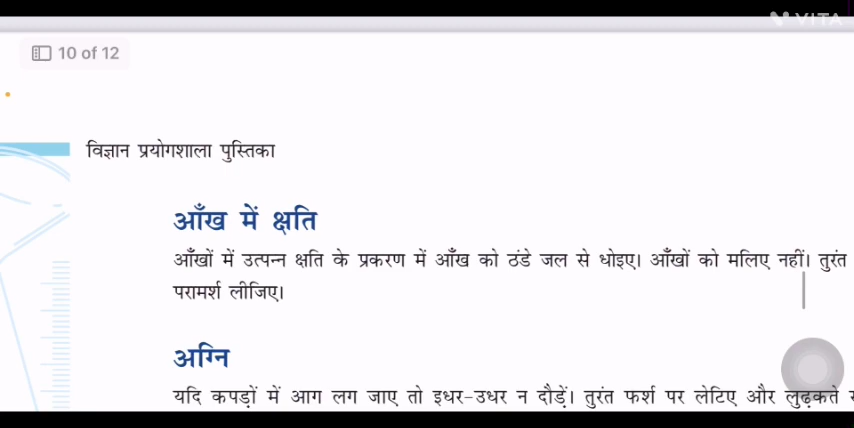 VITA
10 of 12
विज्ञान प्रयोगशाला पुस्तिका
आँख में क्षति
आँखों में उत्पन्न क्षति के प्रकरण में आँख को ठंडे जल से धोइए। आँखों को मलिए नहीं। तुरंत
परामर्श लीजिए।
अग्नि
यदि कपड़ों में आग लग जाए तो इधर-उधर न दौड़ें। तुरंत फर्श पर लेटिए और लुढ़कते